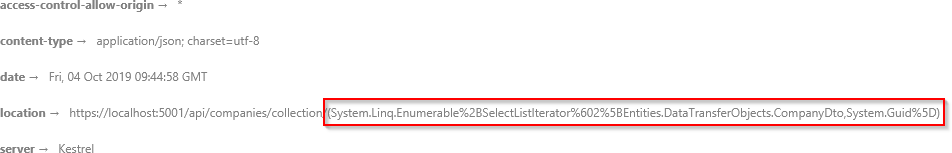 access-control-allow-origin → *
content-type → application/json; charset=utf-8
date → Fri, 04 Oct 2019 09:44:58 GMT
location → https://localhost:5001/api/companies/collection/(System.Linq.Enumerable%2BSelectListIterator%602%5BEntities.DataTransferObjects.CompanyDto,System.Guid%5D)
server → Kestrel